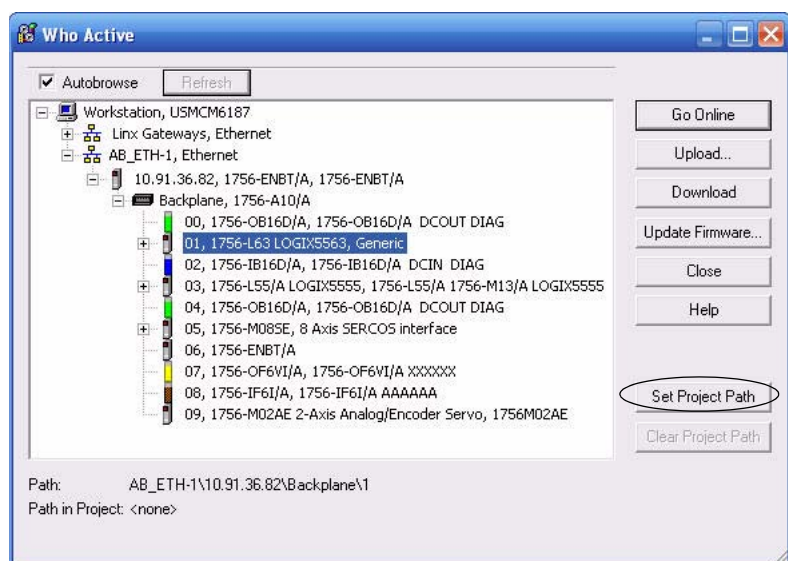 Who Active
Autobrowse
Refresh
Workstation, USMCM6187
Linx Gateways, Ethernet
AB_ETH-1, Ethernet
10.91.36.82, 1756-ENBT/A, 1756-ENBT/A
Backplane, 1756-A10/A
00, 1756-OB16D/A, 1756-OB16D/A DCOUT DIAG
01, 1756-L63 LOGIX5563, Generic
02, 1756-IB16D/A, 1756-IB16D/A DCIN DIAG
03, 1756-L55/A LOGIX5555, 1756-L55/A 1756-M13/A LOGIX5555
04, 1756-OB16D/A, 1756-OB16D/A DCOUT DIAG
05, 1756-M08SE, 8 Axis SERCOS interface
06, 1756-ENBT/A
07, 1756-OF6VI/A, 1756-OF6VI/A XXXXXX
08, 1756-IF6I/A, 1756-IF6I/A AAAAAA
09, 1756-M02AE 2-Axis Analog/Encoder Servo, 1756M02AE
Go Online
Upload...
Download
Update Firmware...
Close
Help
Set Project Path
Clear Project Path
Path: AB_ETH-1\10.91.36.82\Backplane\1
Path in Project: <none>